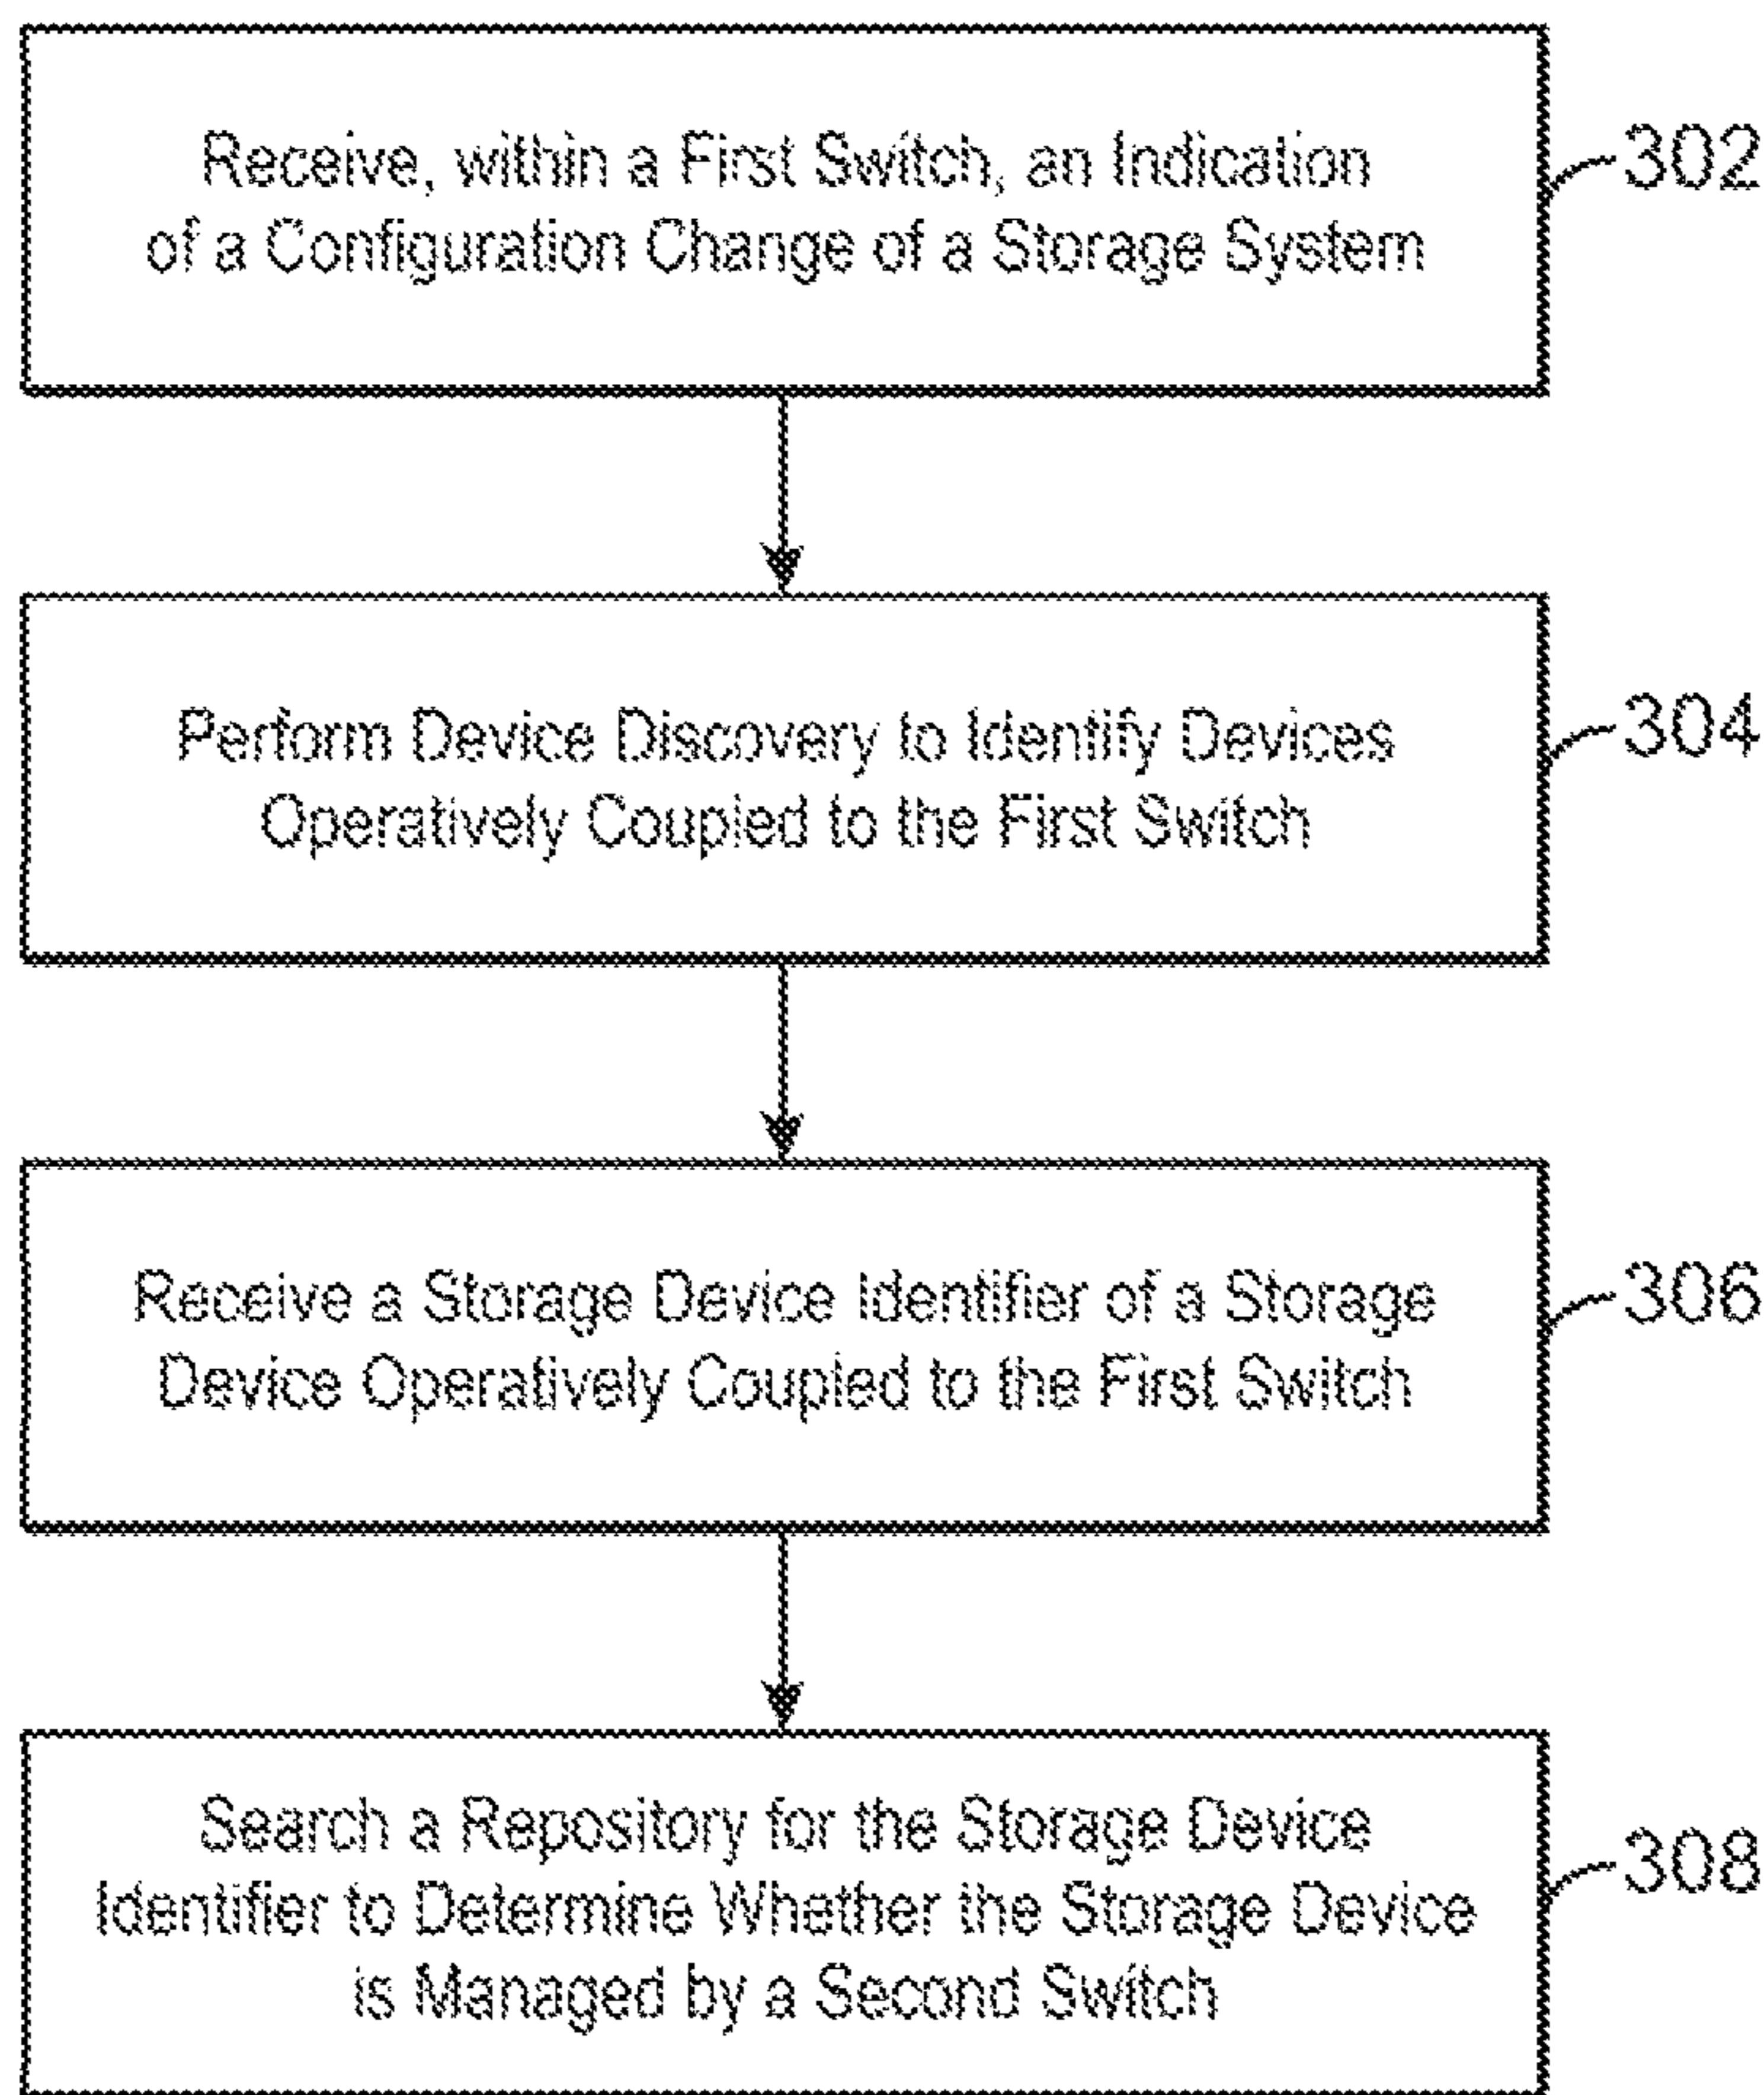 Receive, within a First Switch, an Indication
of a Configuration Change of a Storage System
302
Perform Device Discovery to Identify Devices
Operatively Coupled to the First Switch
304
Receive a Storage Device Identifier of a Storage
Device Operatively Coupled to the First Switch
306
Search a Repository for the Storage Device
Identifier to Determine Whether the Storage Device
is Managed by a Second Switch
308